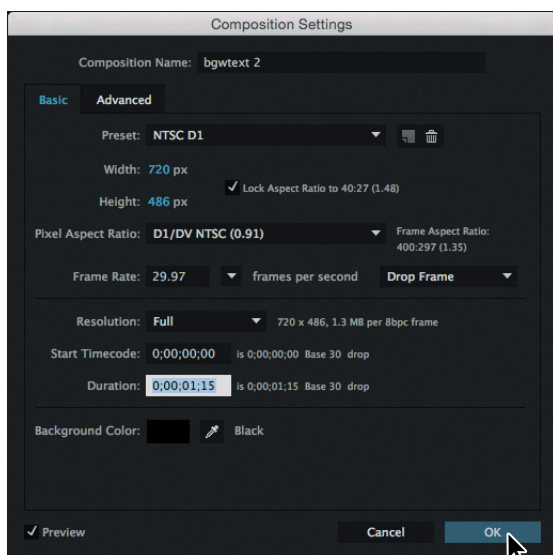 Composition Settings
Composition Name: bgwtext 2
Basic Advanced
Preset: NTSC D1
Width: 720 px
Lock Aspect Ratio to 40:27 (1.48)
Height: 486 px
Pixel Aspect Ratio: D1/DV NTSC (0.91) Frame Aspect Ratio:
400:297 (1.35)
Frame Rate: 29.97 frames per second Drop Frame
Resolution: Full 720 x 486, 1.3 MB per 8bpc frame
Start Timecode: 0;00;00;00 is 0;00;00;00 Base 30 drop
Duration: 0;00;01;15 is 0;00;01;15 Base 30 drop
Background Color: Black
Preview Cancel OK